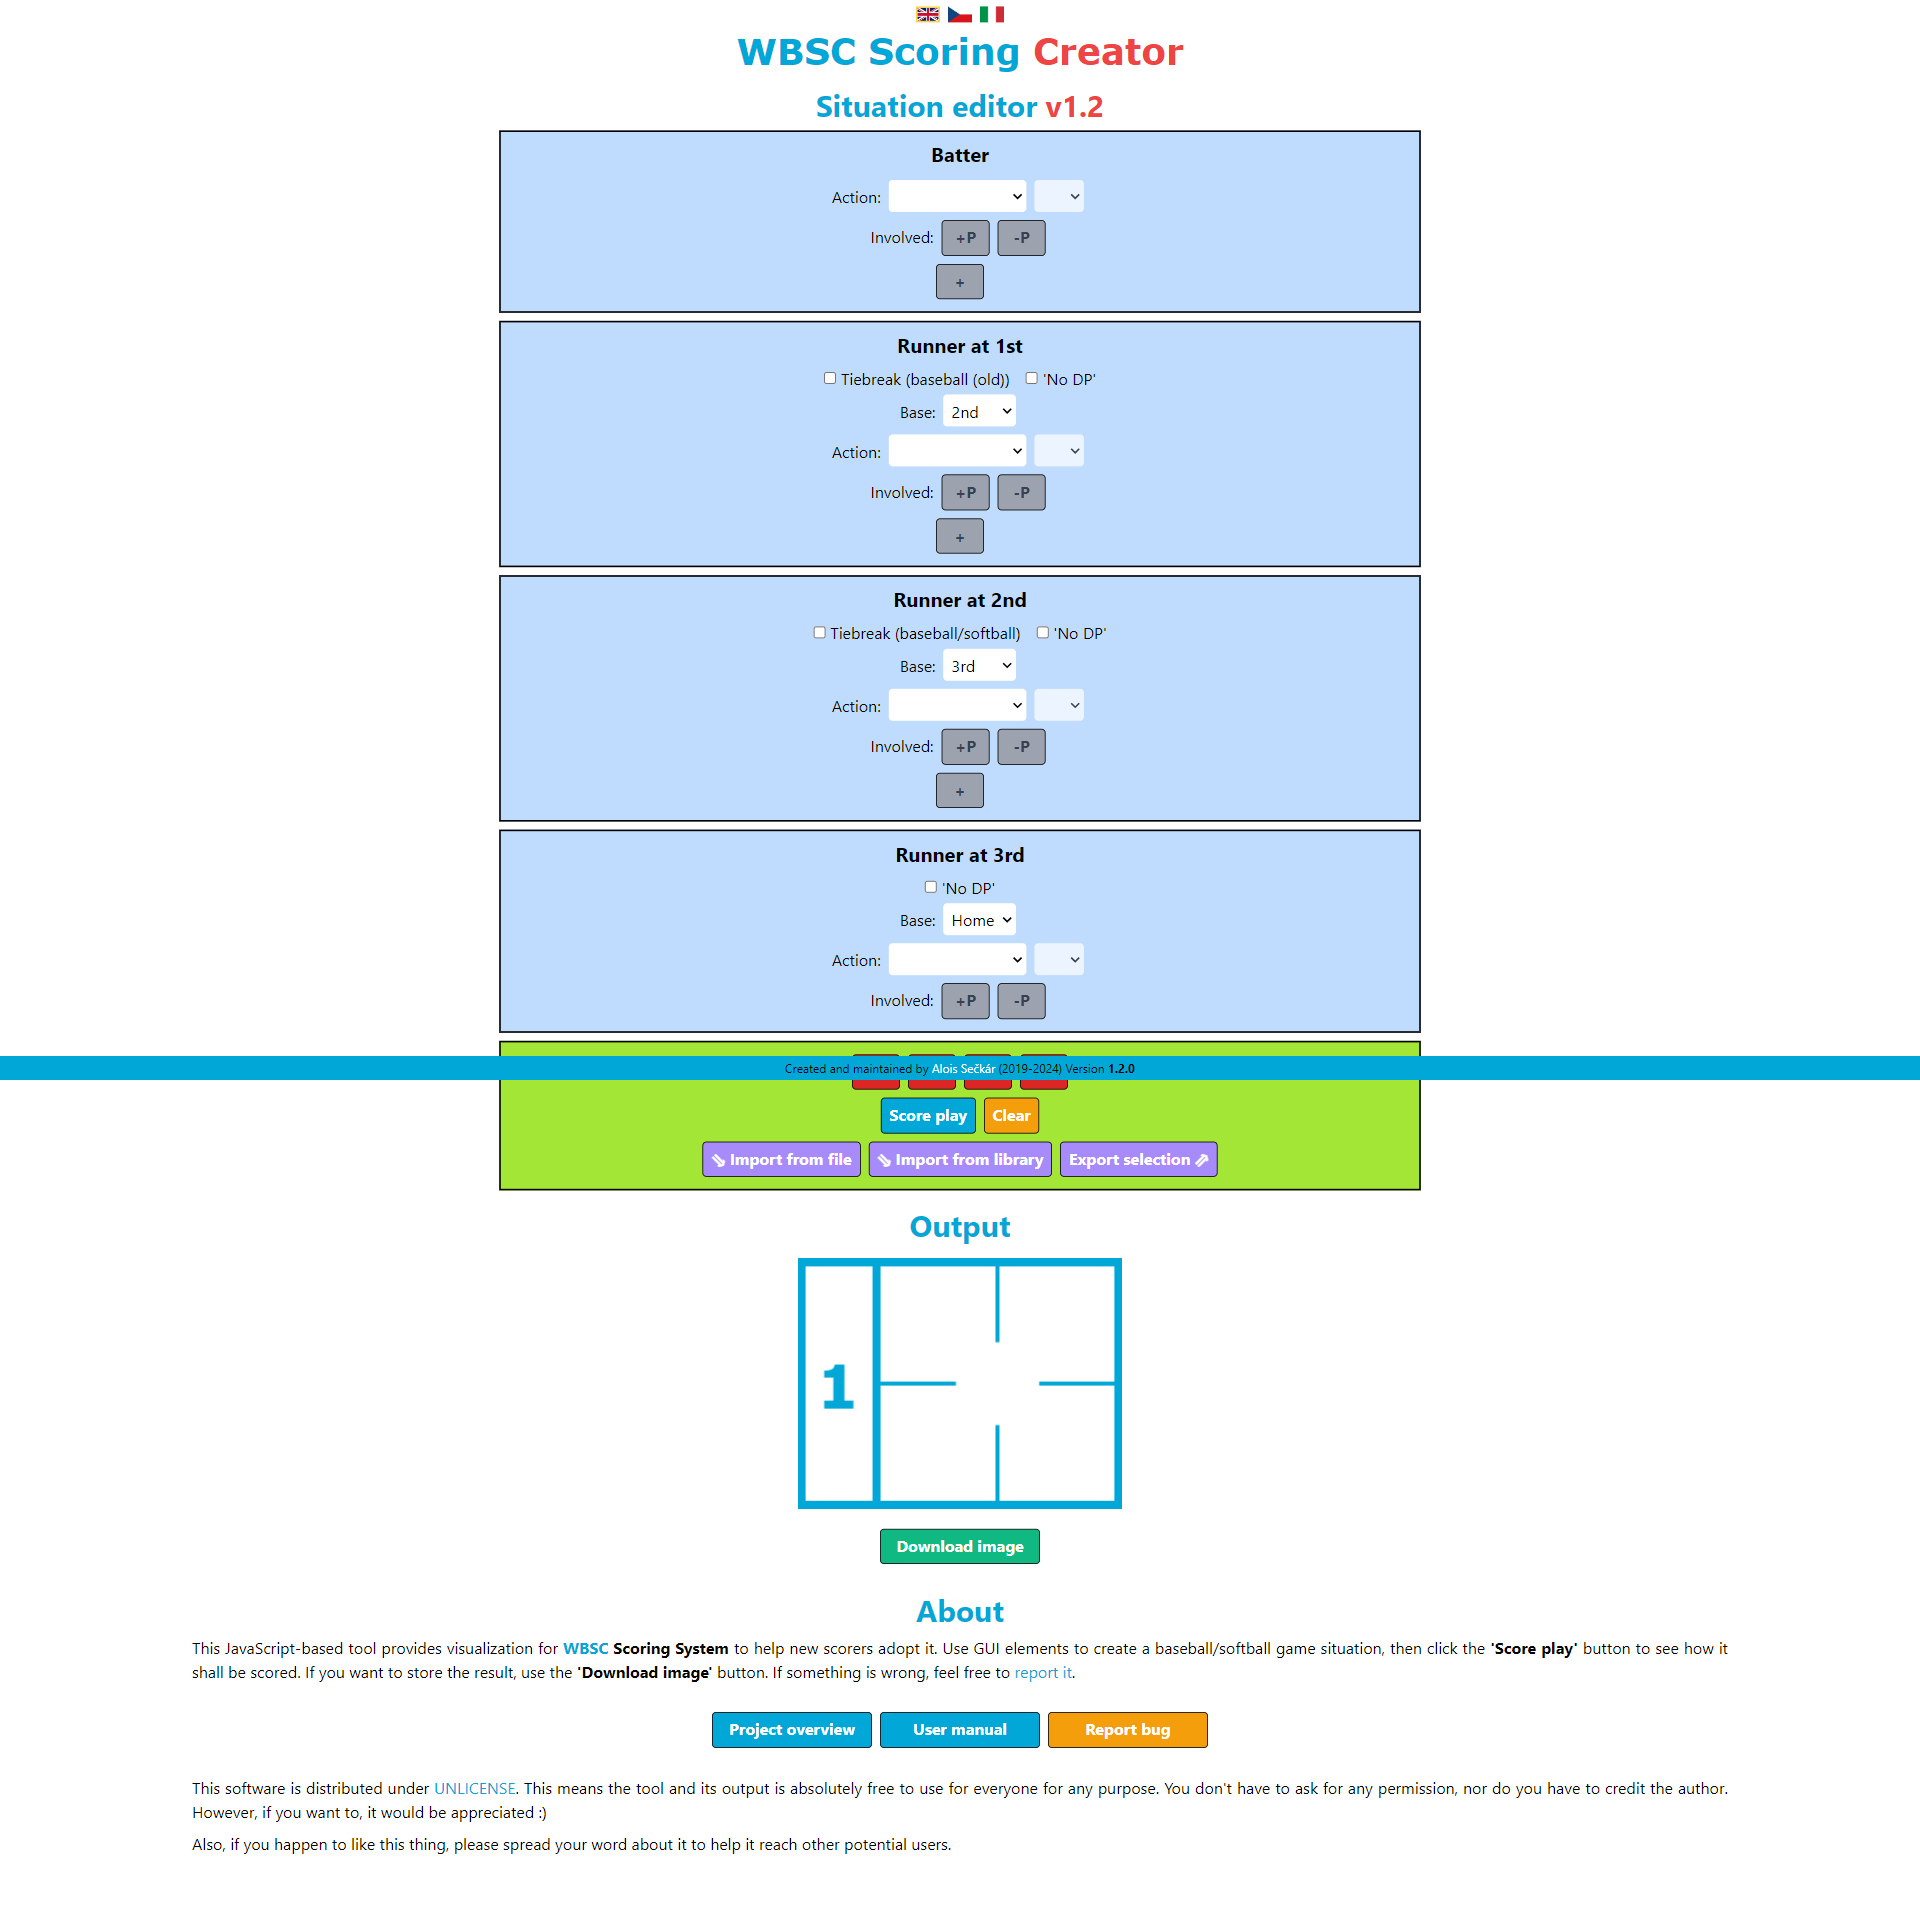 WBSC Scoring Creator
Situation editor v1.2
Batter
Action:
Involved: +P -P
+
Runner at 1st
Tiebreak (baseball (old)) 'No DP'
Base: 2nd
Action:
Involved: +P -P
+
Runner at 2nd
Tiebreak (baseball/softball) 'No DP'
Base: 3rd
Action:
Involved: +P -P
+
Runner at 3rd
'No DP'
Base: Home
Action:
Involved: +P -P
Created and maintained by Alois Sečkár (2019-2024) Version 1.2.0
Score play Clear
⇘ Import from file ⇘ Import from library Export selection ⇗
Output
1
Download image
About
This JavaScript-based tool provides visualization for WBSC Scoring System to help new scorers adopt it. Use GUI elements to create a baseball/softball game situation, then click the 'Score play' button to see how it
shall be scored. If you want to store the result, use the 'Download image' button. If something is wrong, feel free to report it.
Project overview User manual Report bug
This software is distributed under UNLICENSE. This means the tool and its output is absolutely free to use for everyone for any purpose. You don't have to ask for any permission, nor do you have to credit the author.
However, if you want to, it would be appreciated :)
Also, if you happen to like this thing, please spread your word about it to help it reach other potential users.